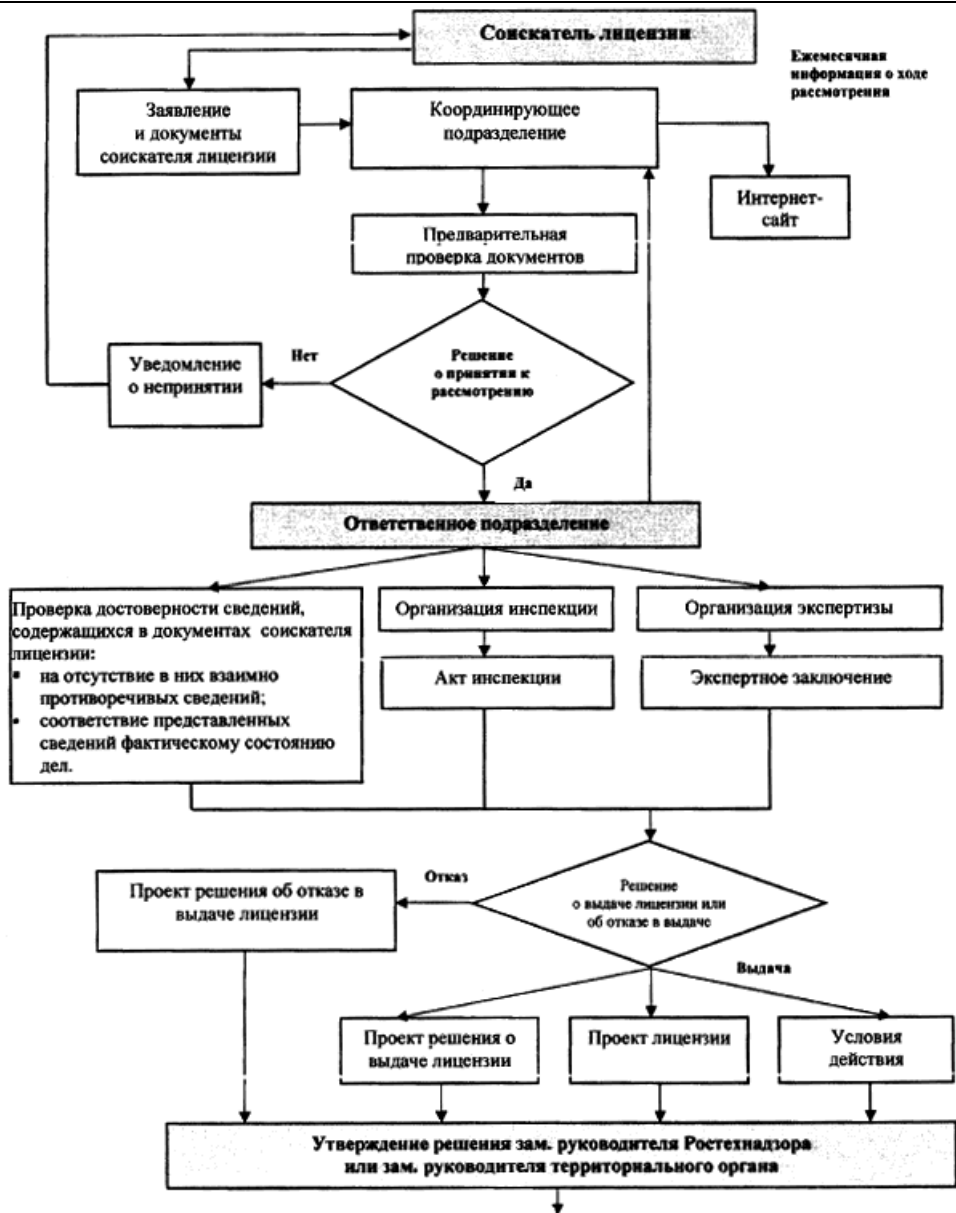 Соискатель лицензии
Ежемесячная
информация о ходе
рассмотрения
Заявление
и документы
соискателя лицензии
Координирующее
подразделение
Интернет-
сайт
Предварительная
проверка документов
Решение
о принятии к
рассмотрению
Нет
Уведомление
о непринятии
Да
Ответственное подразделение
Проверка достоверности сведений,
содержащихся в документах соискателя
лицензии:
▪ на отсутствие в них взаимно
противоречивых сведений;
▪ соответствие представленных
сведений фактическому состоянию
дел.
Организация инспекции
Организация экспертизы
Акт инспекции
Экспертное заключение
Отказ
Проект решения об отказе в
выдаче лицензии
Решение
о выдаче лицензии или
об отказе в выдаче
Выдача
Проект решения о
выдаче лицензии
Проект лицензии
Условия
действия
Утверждение решения зам. руководителя Ростехнадзора
или зам. руководителя территориального органа